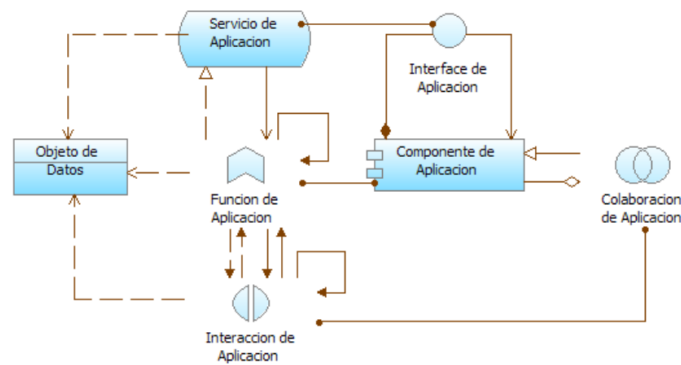 Servicio de
Aplicacion
Interface de
Aplicacion
Objeto de
Datos
Componente de
Aplicacion
Funcion de
Aplicacion
Colaboracion
de Aplicacion
Interaccion de
Aplicacion